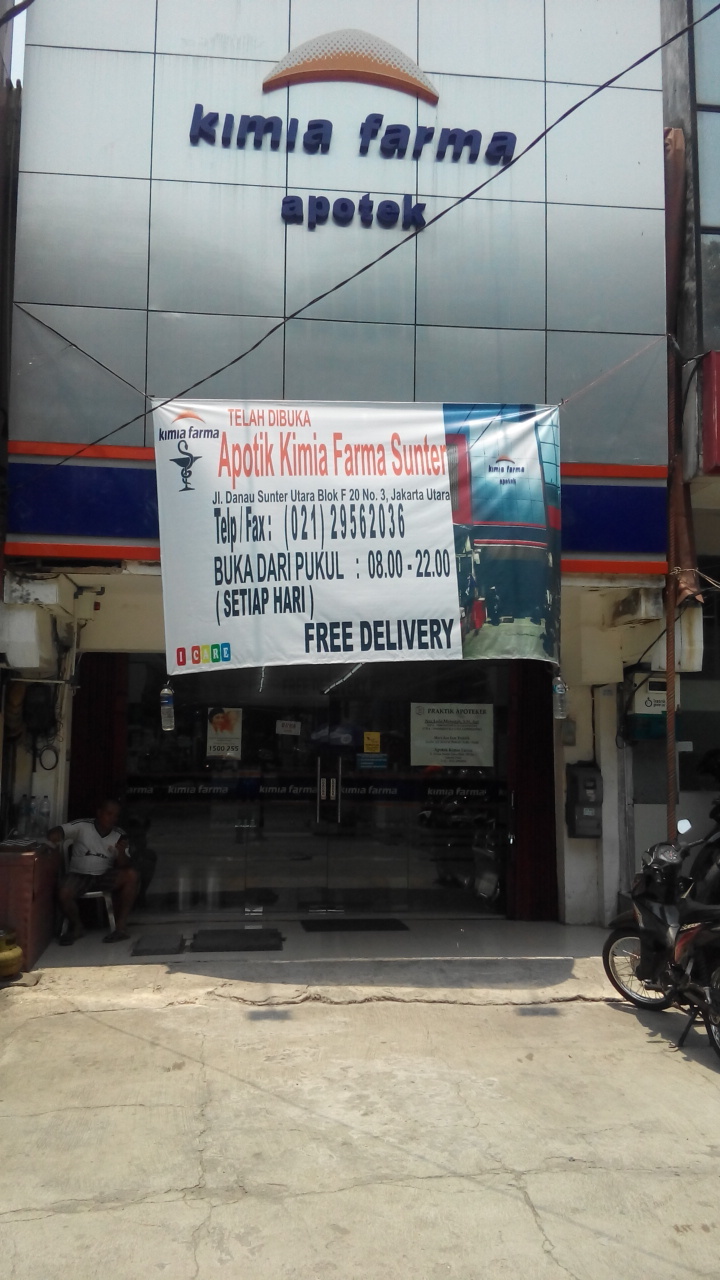 kimia farma
apotek
TELAH DIBUKA
kimia farma
Apotik Kimia Farma Sunter
Jl. Danau Sunter Utara Blok F 20 No. 3, Jakarta Utara
Telp / Fax : (021) 29562036
BUKA DARI PUKUL : 08.00 - 22.00
( SETIAP HARI )
FREE DELIVERY
I CARE
kimia farma
apotek
PRAKTIK APOTEKER
1500 255
kimia farma
kimia farma
kimia farma
kimia farma